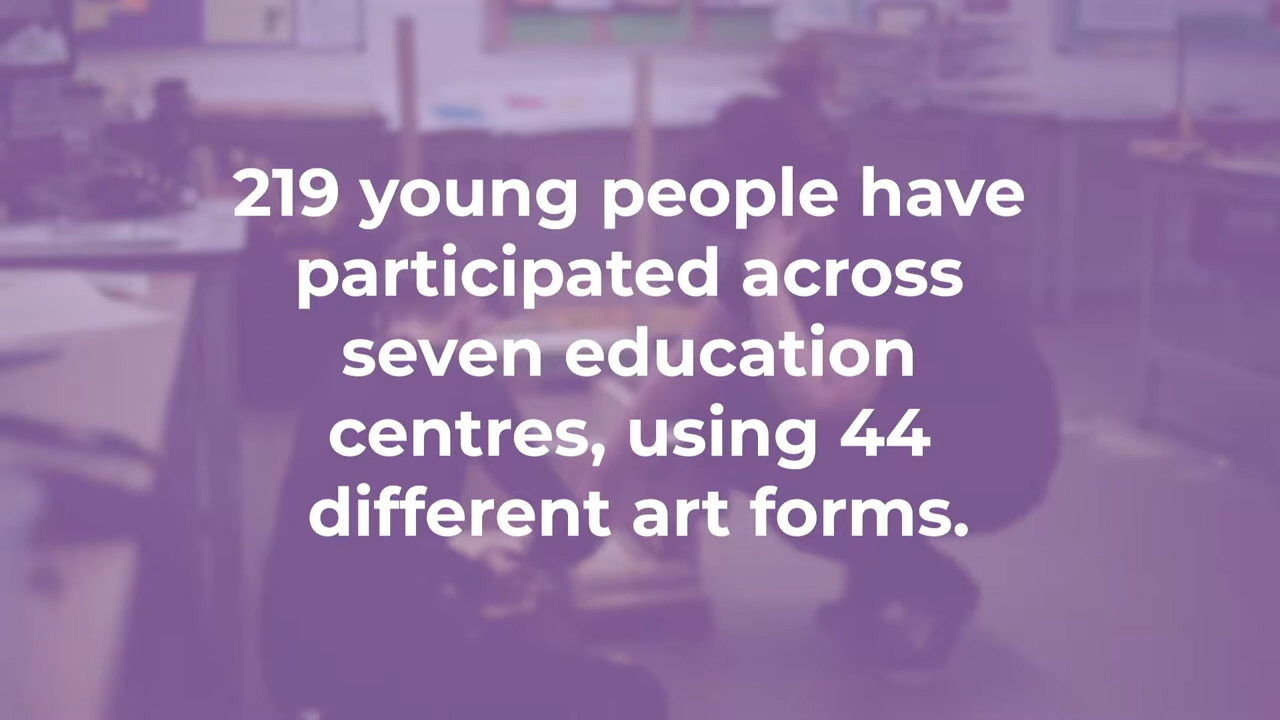 219 young people have
participated across
seven education
centres, using 44
different art forms.